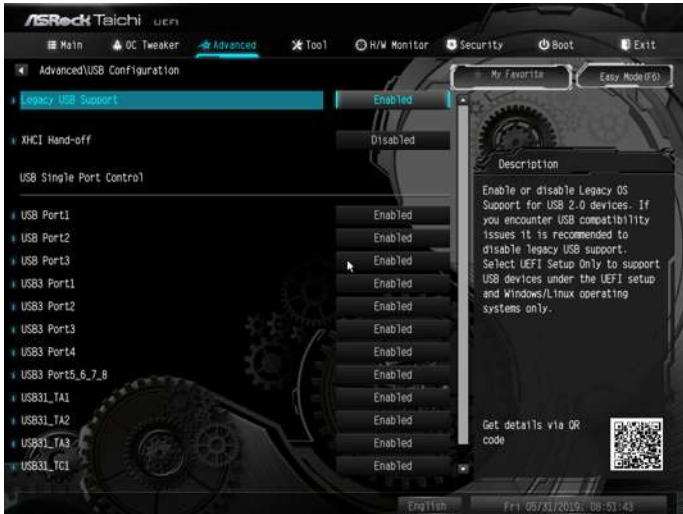 ASRock Taichi UEFI
Main
OC Tweaker
Advanced
Tool
H/W Monitor
Security
Boot
Exit
Advanced\USB Configuration
My Favorite
Easy Mode(F6)
Legacy USB Support Enabled
XHCI Hand-off Disabled
USB Single Port Control
USB Port1 Enabled
USB Port2 Enabled
USB Port3 Enabled
USB3 Port1 Enabled
USB3 Port2 Enabled
USB3 Port3 Enabled
USB3 Port4 Enabled
USB3 Port5_6_7_8 Enabled
USB31_TA1 Enabled
USB31_TA2 Enabled
USB31_TA3 Enabled
USB31_TC1 Enabled
Description
Enable or disable Legacy OS
Support for USB 2.0 devices. If
you encounter USB compatibility
issues it is recommended to
disable legacy USB support.
Select UEFI Setup Only to support
USB devices under the UEFI setup
and Windows/Linux operating
systems only.
Get details via QR
code
English
Fri 05/31/2019, 08:51:43